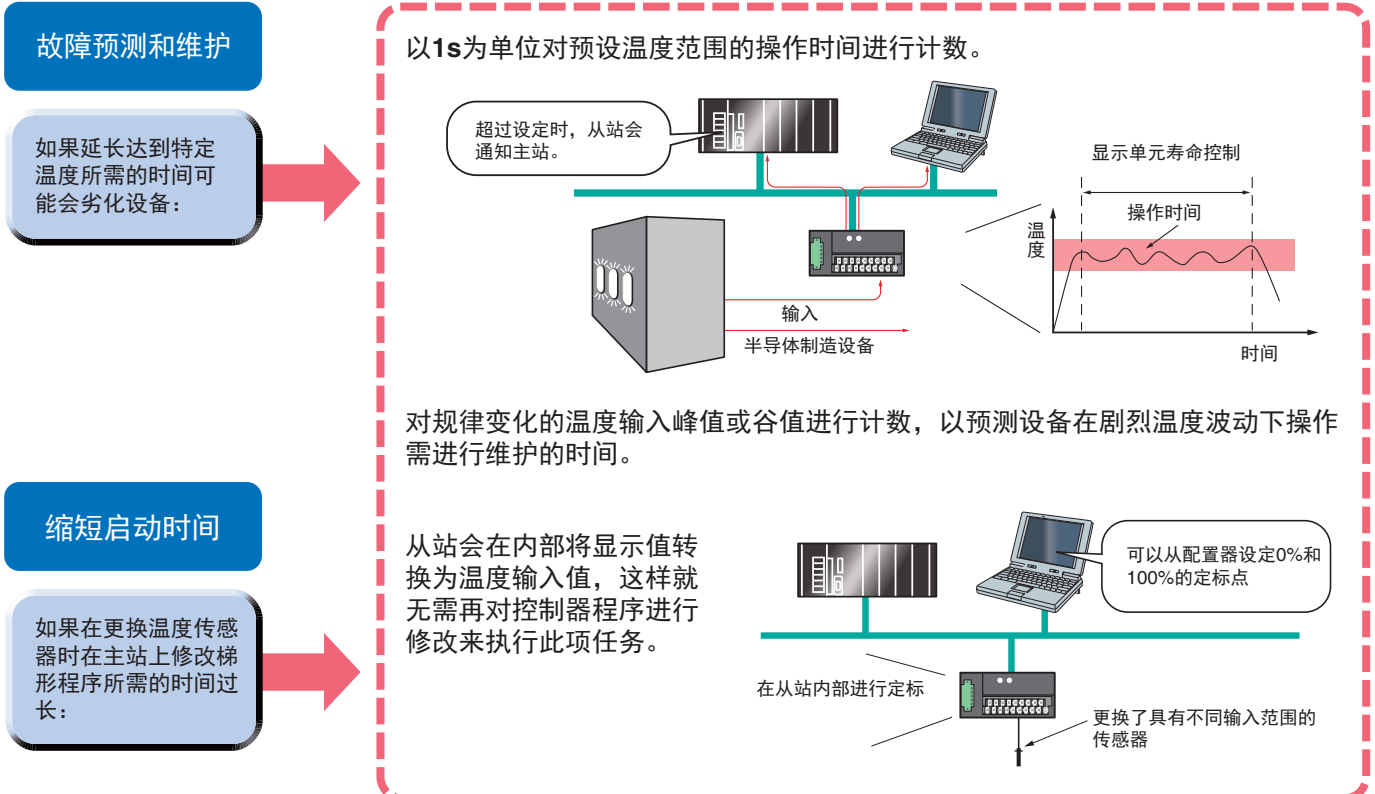 故障预测和维护
如果延长达到特定
温度所需的时间可
能会劣化设备：
以1s为单位对预设温度范围的操作时间进行计数。
超过设定时，从站会
通知主站。
显示单元寿命控制
操作时间
温
度
时间
输入
半导体制造设备
对规律变化的温度输入峰值或谷值进行计数，以预测设备在剧烈温度波动下操作
需进行维护的时间。
缩短启动时间
如果在更换温度传感
器时在主站上修改梯
形程序所需的时间过
长：
从站会在内部将显示值转
换为温度输入值，这样就
无需再对控制器程序进行
修改来执行此项任务。
可以从配置器设定0%和
100%的定标点
在从站内部进行定标
更换了具有不同输入范围的
传感器